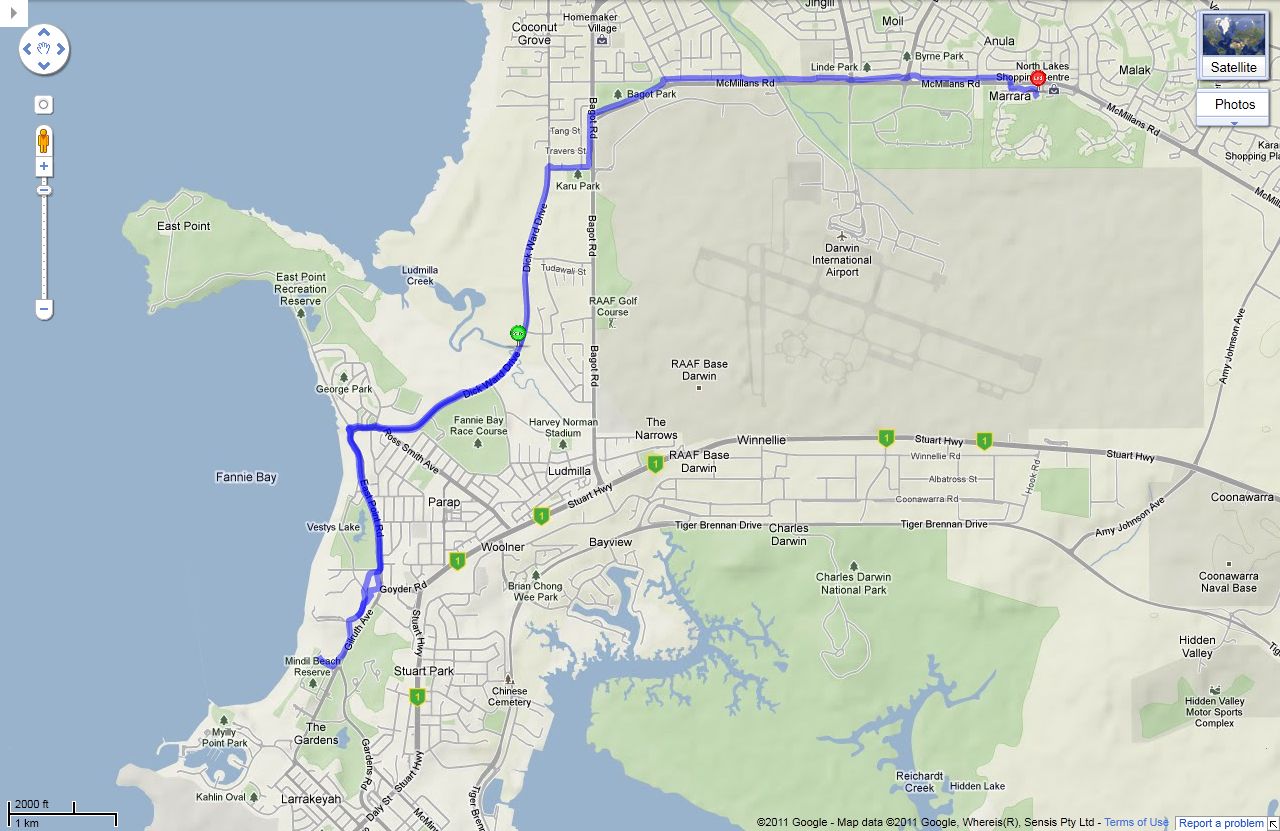 Coconut
Grove
Homemaker
Village
Jingili
Moil
Anula
Byrne Park
Linde Park
North Lakes
Shopping Centre
Malak
Satellite
Photos
McMillans Rd
McMillans Rd
Marrara
McMillans Rd
Bagot Park
Bagot Rd
Tang St
Travers St
Karu Park
Kara
Shopping Pla
McMill
East Point
Dick Ward Drive
Bagot Rd
Darwin
International
Airport
Ludmilla
Creek
Tudawali St
East Point
Recreation
Reserve
RAAF Golf
Course
Amy Johnson Ave
Bagot Rd
RAAF Base
Darwin
George Park
Dick Ward Drive
Fannie Bay
Race Course
Harvey Norman
Stadium
The
Narrows
Ross Smith Ave
Winnellie
1
Stuart Hwy
1
Stuart Hwy
RAAF Base
Darwin
1
Winnellie Rd
Ludmilla
Fannie Bay
Stuart Hwy
Albatross St
Hook Rd
Coonawarra Rd
Coonawarra
Parap
East Point Rd
1
Vestys Lake
Tiger Brennan Drive
Charles
Darwin
Tiger Brennan Drive
Amy Johnson Ave
Woolner
Bayview
1
Goyder Rd
Brian Chong
Wee Park
Charles Darwin
National Park
Coonawarra
Naval Base
Gilruth Ave
Stuart Hwy
Hidden
Valley
Mindil Beach
Reserve
Stuart Park
1
Chinese
Cemetery
Hidden Valley
Motor Sports
Complex
Myilly
Point Park
The
Gardens
Gardens Rd
Stuart Hwy
Reichardt
Creek
Hidden Lake
Kahlin Oval
Larrakeyah
Daly St
McMin
Tiger Bren
2000 ft
1 km
©2011 Google - Map data ©2011 Google, Whereis(R), Sensis Pty Ltd - Terms of Use
Report a problem